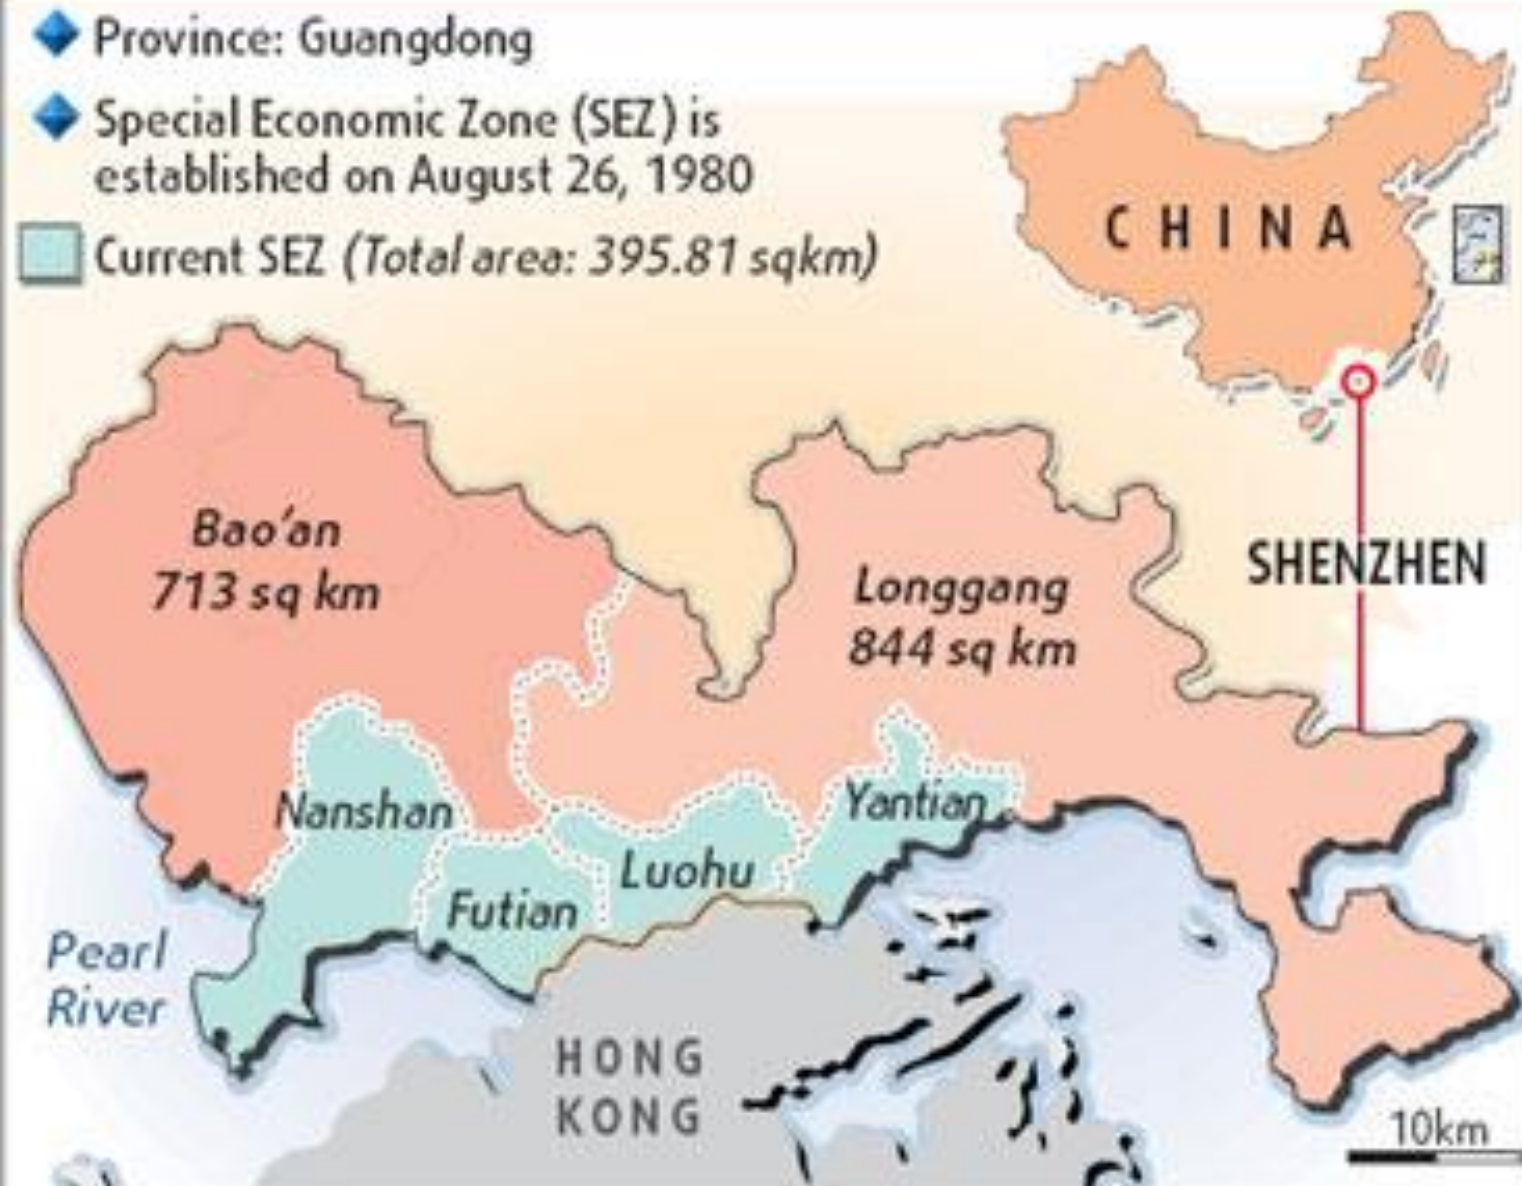 Province: Guangdong
Special Economic Zone (SEZ) is
established on August 26, 1980
Current SEZ (Total area: 395.81 sqkm)
CHINA
SHENZHEN
Bao'an
713 sq km
Longgang
844 sq km
Nanshan
Futian
Luohu
Yantian
Pearl
River
HONG
KONG
10km